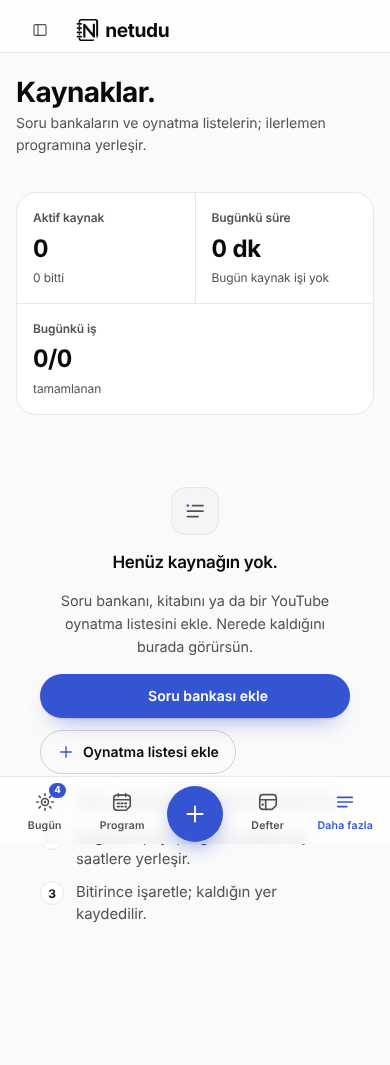 netudu
Kaynaklar.
Soru bankaların ve oynatma listelerin; ilerlemen
programına yerleşir.
Aktif kaynak
0
0 bitti
Bugünkü süre
0 dk
Bugün kaynak işi yok
Bugünkü iş
0/0
tamamlanan
Henüz kaynağın yok.
Soru bankanı, kitabını ya da bir YouTube
oynatma listesini ekle. Nerede kaldığını
burada görürsün.
Soru bankası ekle
Oynatma listesi ekle
4
Bugün
Program
Defter
Daha fazla
saatlere yerleşir.
3 Bitirince işaretle; kaldığın yer
kaydedilir.